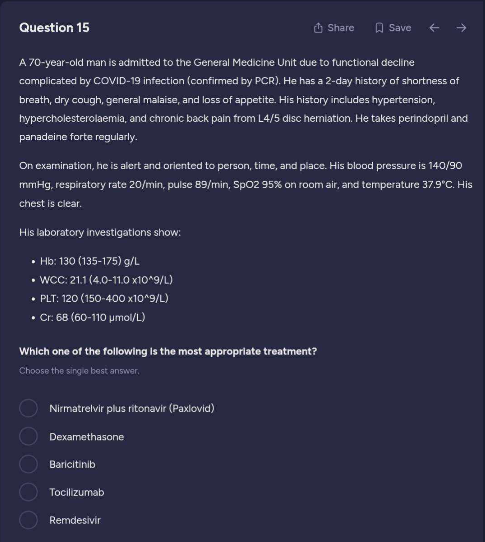 Question 15
Share
Save
A 70-year-old man is admitted to the General Medicine Unit due to functional decline
complicated by COVID-19 infection (confirmed by PCR). He has a 2-day history of shortness of
breath, dry cough, general malaise, and loss of appetite. His history includes hypertension,
hypercholesterolaemia, and chronic back pain from L4/5 disc herniation. He takes perindopril and
panadeine forte regularly.
On examination, he is alert and oriented to person, time, and place. His blood pressure is 140/90
mmHg, respiratory rate 20/min, pulse 89/min, SpO2 95% on room air, and temperature 37.9°C. His
chest is clear.
His laboratory investigations show:
• Hb: 130 (135-175) g/L
• WCC: 21.1 (4.0-11.0 x10^9/L)
• PLT: 120 (150-400 x10^9/L)
• Cr: 68 (60-110 μmol/L)
Which one of the following is the most appropriate treatment?
Choose the single best answer.
Nirmatrelvir plus ritonavir (Paxlovid)
Dexamethasone
Baricitinib
Tocilizumab
Remdesivir